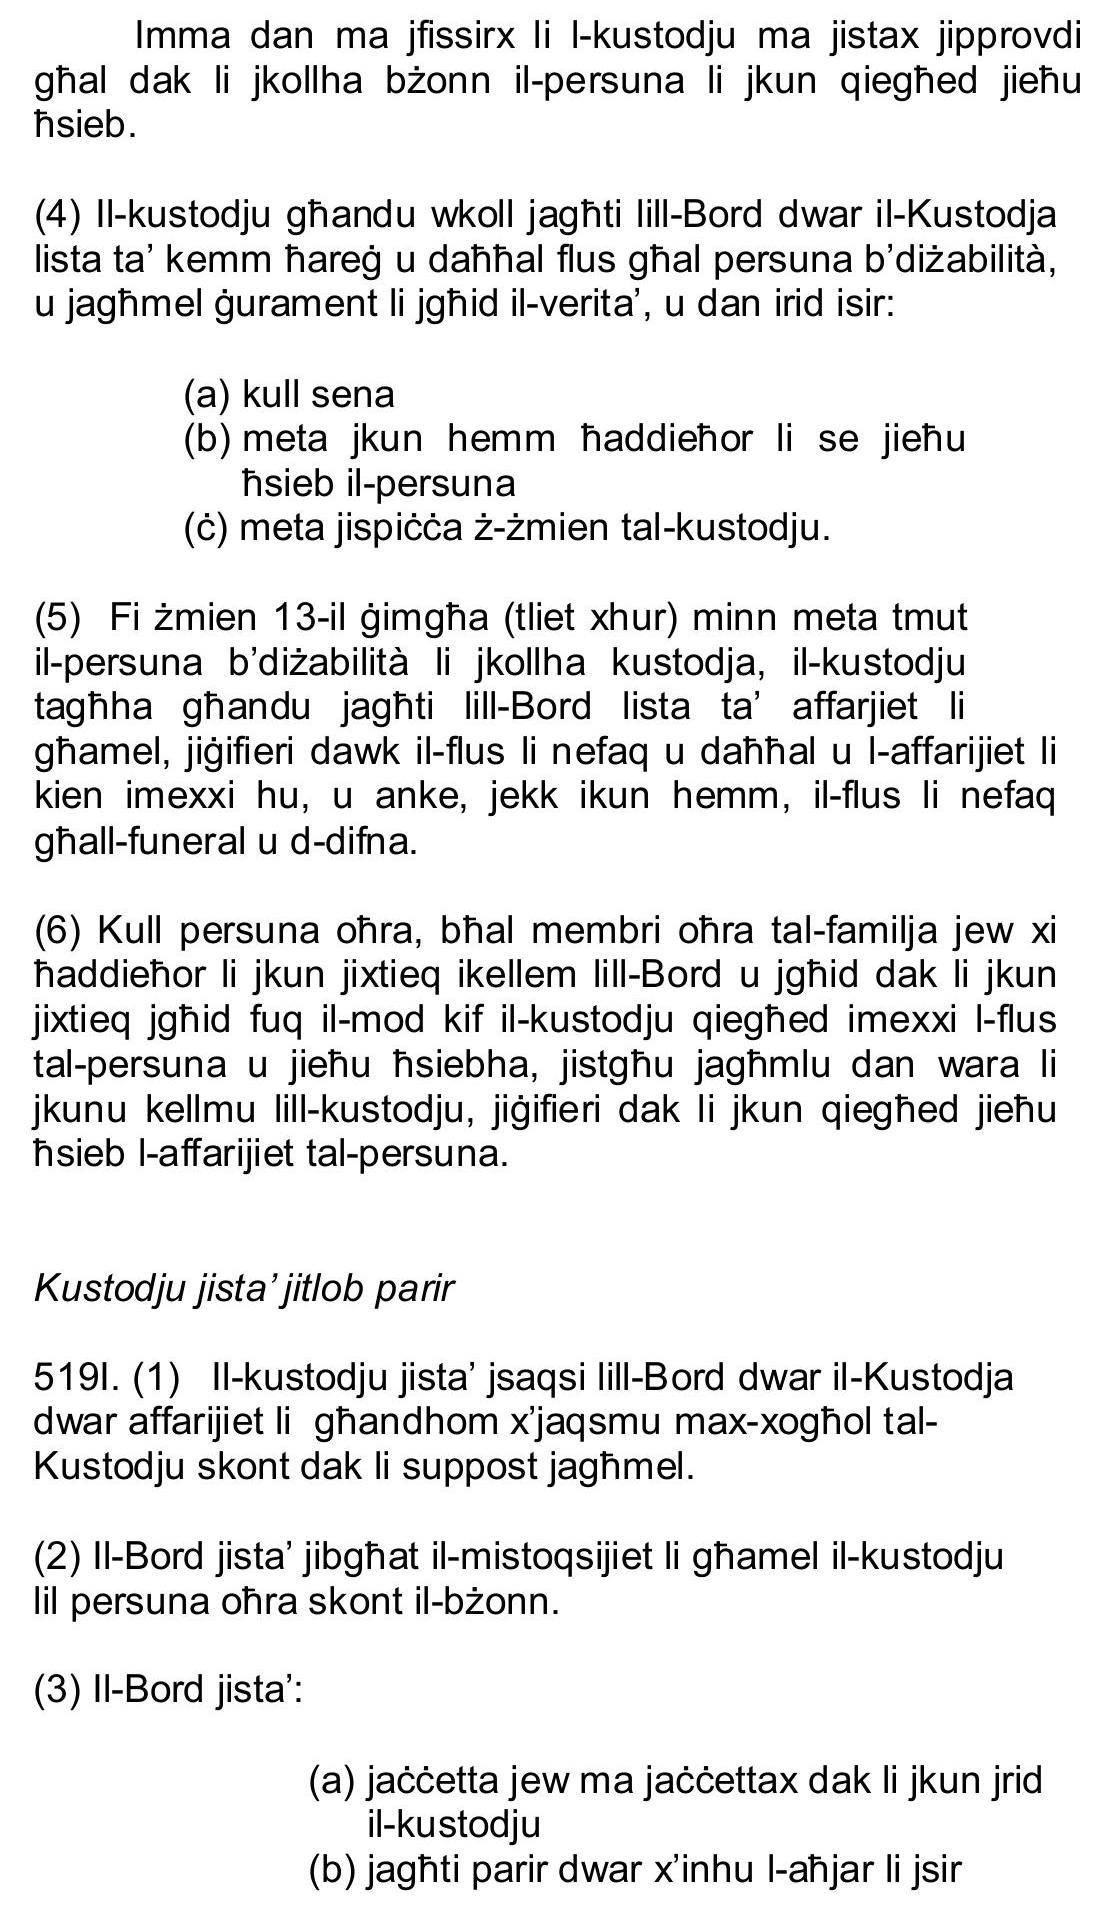 Imma dan ma jfissirx li l-kustodju ma jistax jipprovdi
għal dak li jkollha bżonn il-persuna li jkun qiegħed jieħu
ħsieb.
(4) Il-kustodju għandu wkoll jagħti lill-Bord dwar il-Kustodja
lista ta’ kemm ħareġ u daħħal flus għal persuna b’diżabilità,
u jagħmel ġurament li jgħid il-verita’, u dan irid isir:
(a) kull sena
(b) meta jkun hemm ħaddieħor li se jieħu
ħsieb il-persuna
(ċ) meta jispiċċa ż-żmien tal-kustodju.
(5) Fi żmien 13-il ġimgħa (tliet xhur) minn meta tmut
il-persuna b’diżabilità li jkollha kustodja, il-kustodju
tagħha għandu jagħti lill-Bord lista ta’ affarjiet li
għamel, jiġifieri dawk il-flus li nefaq u daħħal u l-affarijiet li
kien imexxi hu, u anke, jekk ikun hemm, il-flus li nefaq
għall-funeral u d-difna.
(6) Kull persuna oħra, bħal membri oħra tal-familja jew xi
ħaddieħor li jkun jixtieq ikellem lill-Bord u jgħid dak li jkun
jixtieq jgħid fuq il-mod kif il-kustodju qiegħed imexxi l-flus
tal-persuna u jieħu ħsiebha, jistgħu jagħmlu dan wara li
jkunu kellmu lill-kustodju, jiġifieri dak li jkun qiegħed jieħu
ħsieb l-affarijiet tal-persuna.
Kustodju jista’ jitlob parir
519I. (1) Il-kustodju jista’ jsaqsi lill-Bord dwar il-Kustodja
dwar affarijiet li għandhom x’jaqsmu max-xogħol tal-
Kustodju skont dak li suppost jagħmel.
(2) Il-Bord jista’ jibgħat il-mistoqsijiet li għamel il-kustodju
lil persuna oħra skont il-bżonn.
(3) Il-Bord jista’:
(a) jaċċetta jew ma jaċċettax dak li jkun jrid
il-kustodju
(b) jagħti parir dwar x’inhu l-aħjar li jsir